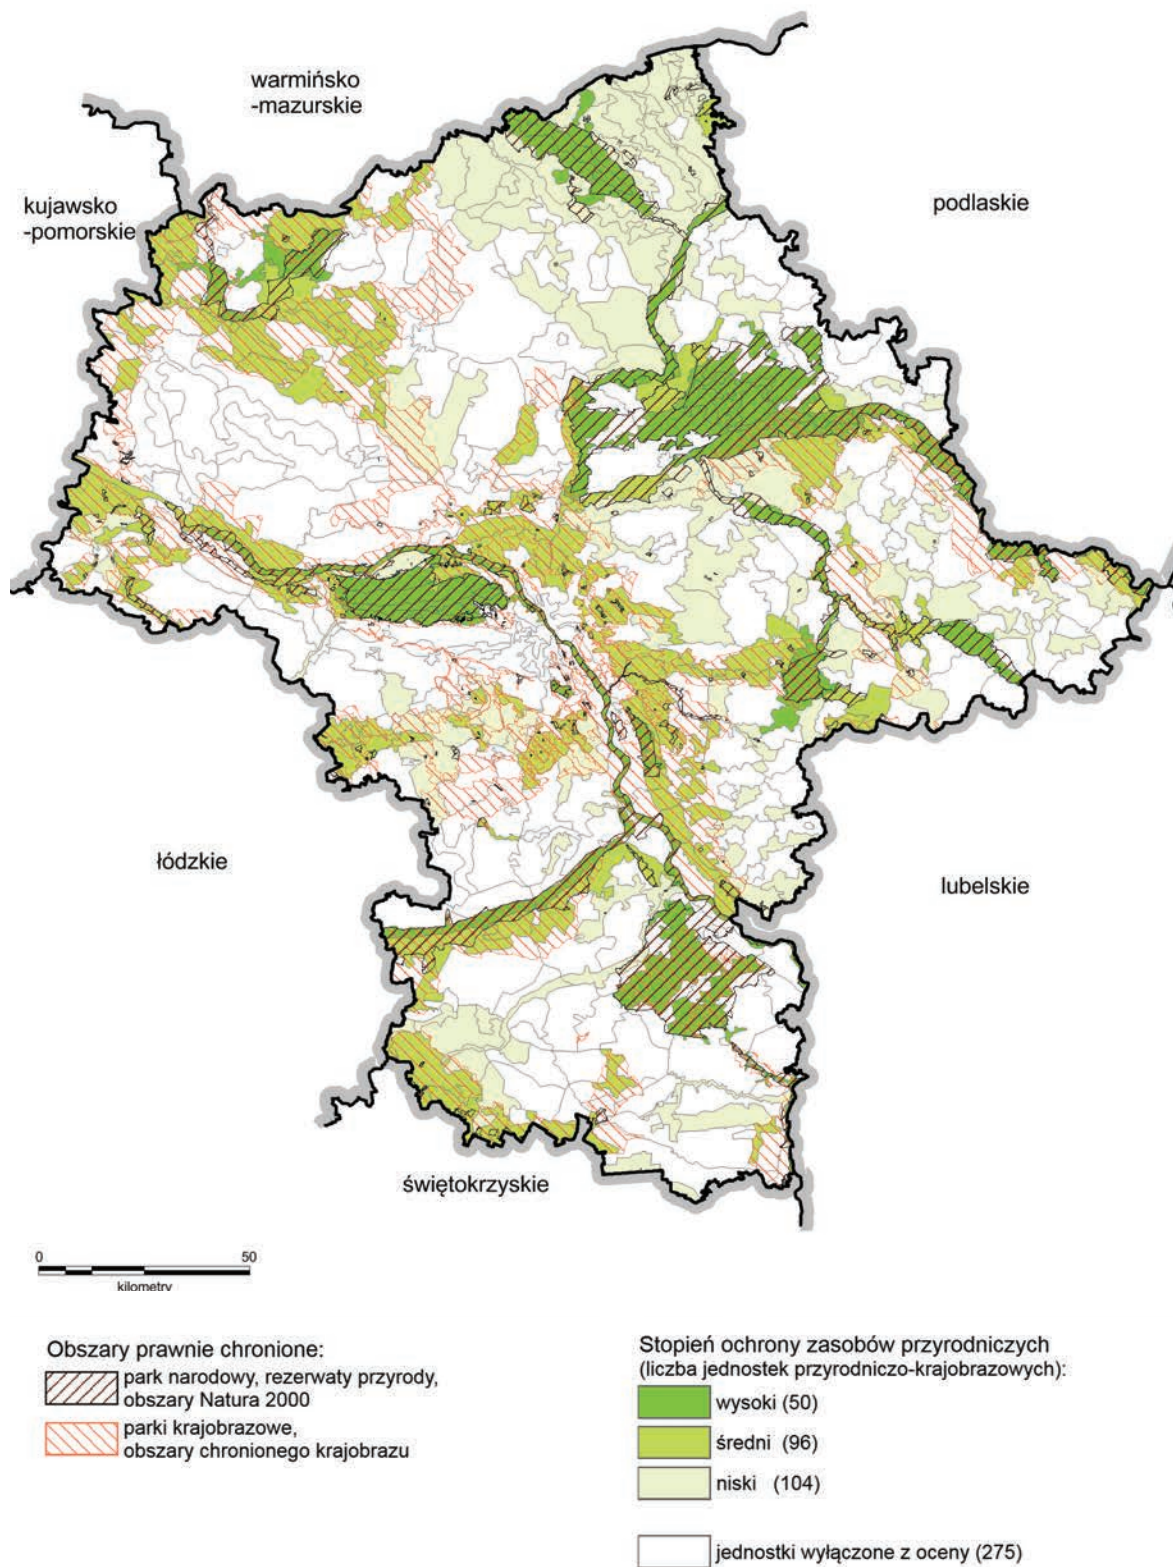 warmińsko
-mazurskie
kujawsko
-pomorskie
podlaskie
łódzkie
lubelskie
świętokrzyskie
0 50
kilometry
Obszary prawnie chronione:
park narodowy, rezerwaty przyrody,
obszary Natura 2000
parki krajobrazowe,
obszary chronionego krajobrazu
Stopień ochrony zasobów przyrodniczych
(liczba jednostek przyrodniczo-krajobrazowych):
wysoki (50)
średni (96)
niski (104)
jednostki wyłączone z oceny (275)